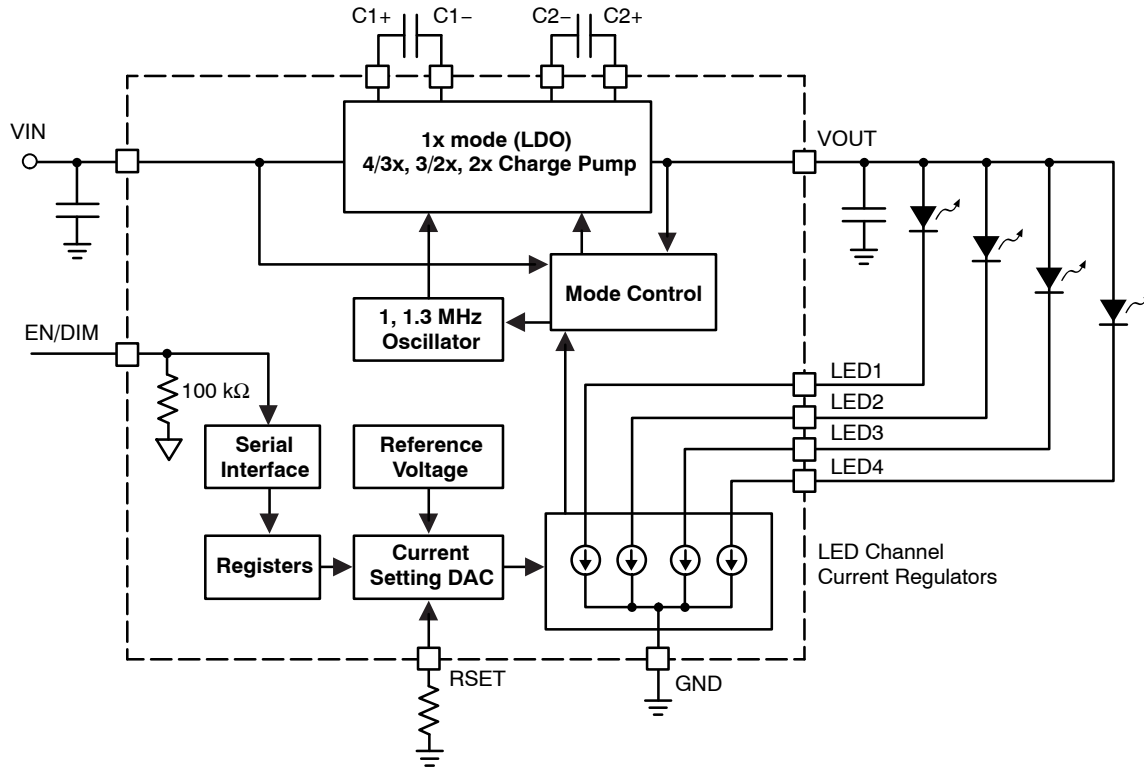 C1+
C1−
C2−
C2+
VIN
1x mode (LDO)
4/3x, 3/2x, 2x Charge Pump
VOUT
Mode Control
1, 1.3 MHz
Oscillator
EN/DIM
100 kΩ
LED1
LED2
LED3
LED4
Serial
Interface
Reference
Voltage
Registers
Current
Setting DAC
LED Channel
Current Regulators
RSET
GND